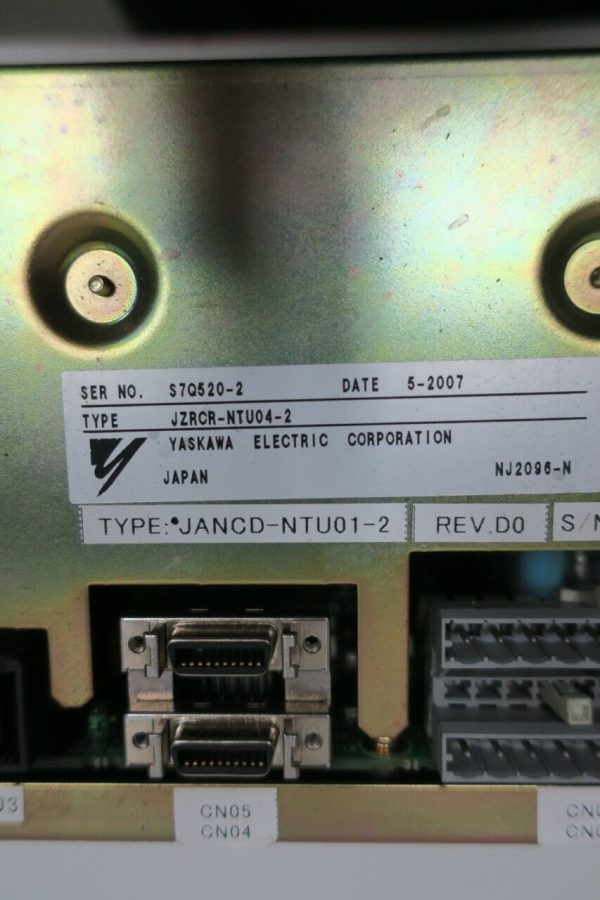 SER NO. S7Q520-2 DATE 5-2007
TYPE JZRCR-NTU04-2
YASKAWA ELECTRIC CORPORATION
JAPAN NJ2096-N
TYPE: JANCD-NTU01-2 REV.D0 S/N
03
CN05
CN04